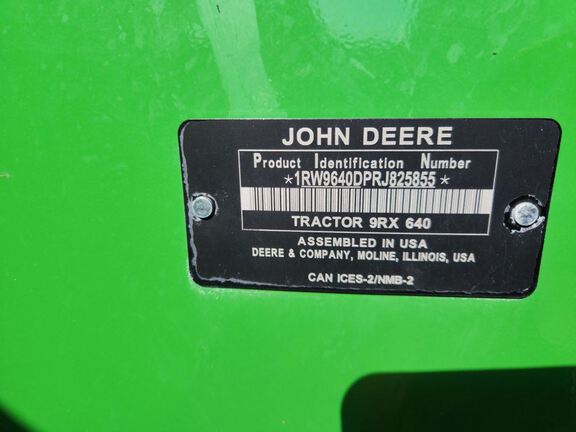 JOHN DEERE
Product Identification Number
*1RW9640DPRJ825855*
TRACTOR 9RX 640
ASSEMBLED IN USA
DEERE & COMPANY, MOLINE, ILLINOIS, USA
CAN ICES-2/NMB-2